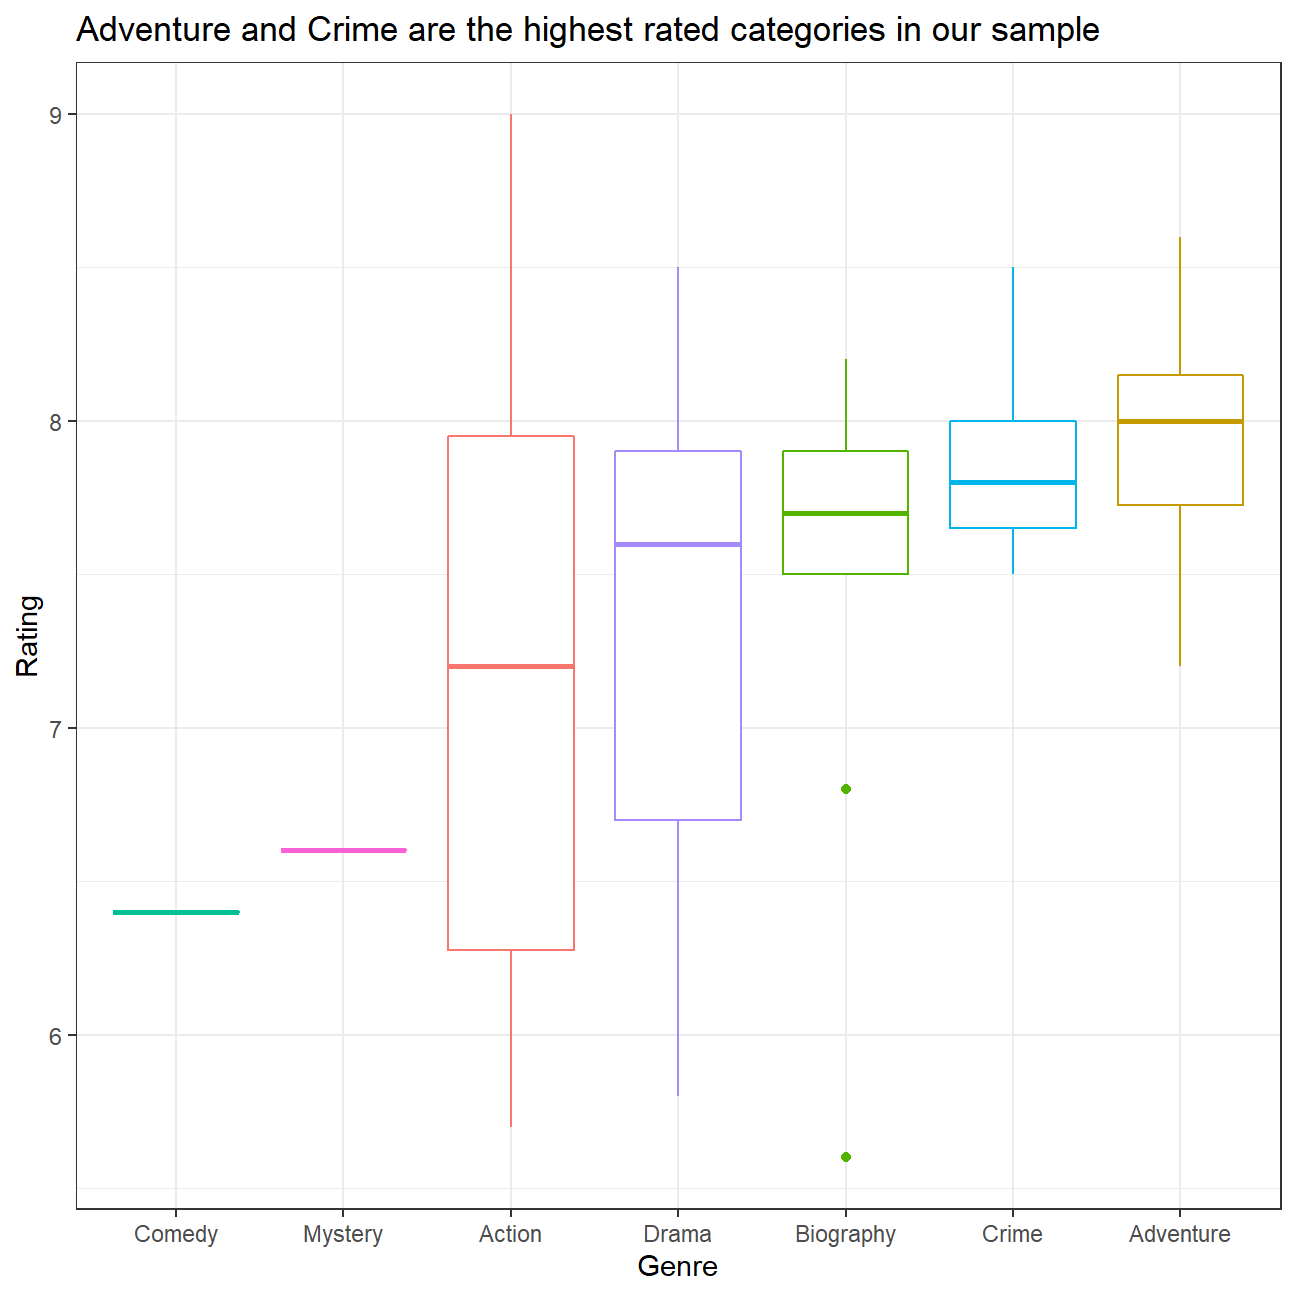 Adventure and Crime are the highest rated categories in our sample
9
8
7
6
Rating
Comedy Mystery Action Drama Biography Crime Adventure
Genre